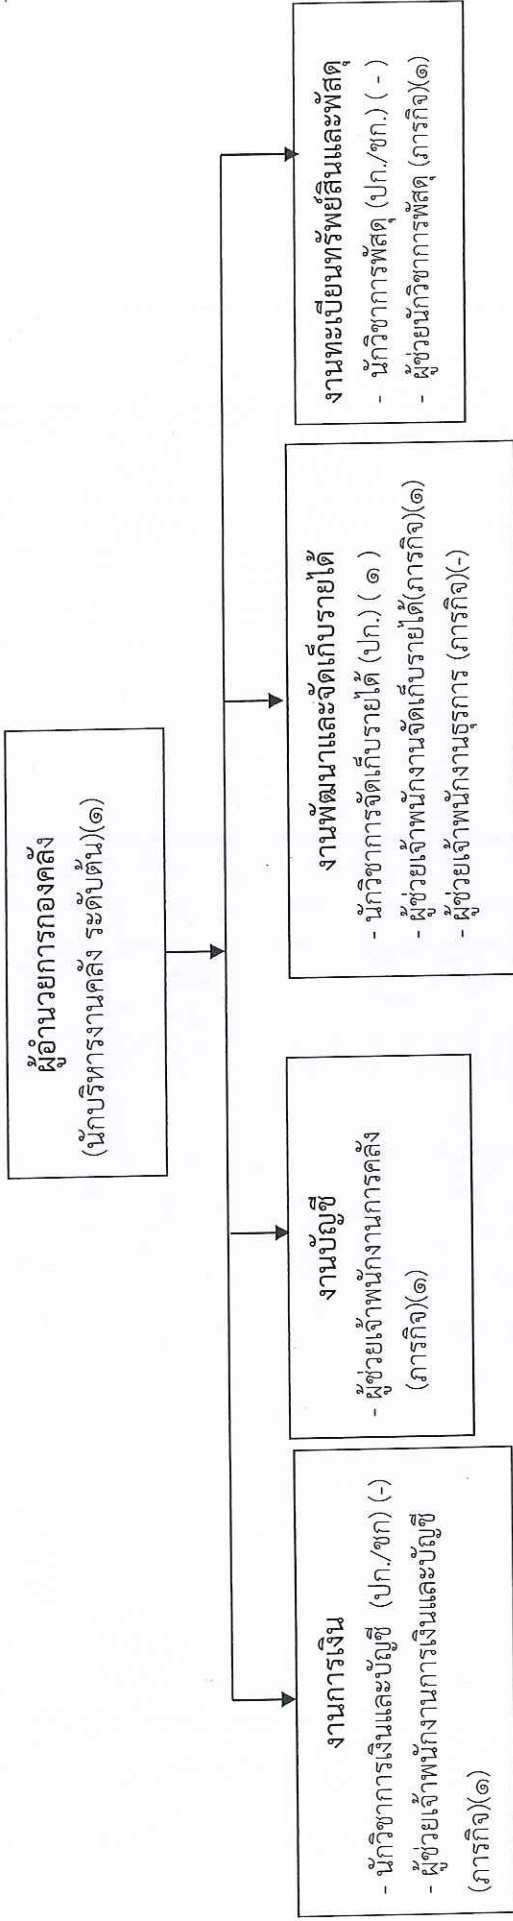 ผู้อำนวยการกองคลัง
(นักบริหารงานคลัง ระดับต้น)(๑)
งานการเงิน
- นักวิชาการเงินและบัญชี (ปก./ชก) (-)
- ผู้ช่วยเจ้าพนักงานการเงินและบัญชี
(ภารกิจ)(๑)
งานบัญชี
- ผู้ช่วยเจ้าพนักงานการคลัง
(ภารกิจ)(๑)
งานพัฒนาและจัดเก็บรายได้
- นักวิชาการจัดเก็บรายได้ (ปก.) ( ๑ )
- ผู้ช่วยเจ้าพนักงานจัดเก็บรายได้(ภารกิจ)(๑)
- ผู้ช่วยเจ้าพนักงานธุรการ (ภารกิจ)(-)
งานทะเบียนทรัพย์สินและพัสดุ
- นักวิชาการพัสดุ (ปก./ชก.) ( - )
- ผู้ช่วยนักวิชาการพัสดุ (ภารกิจ)(๑)